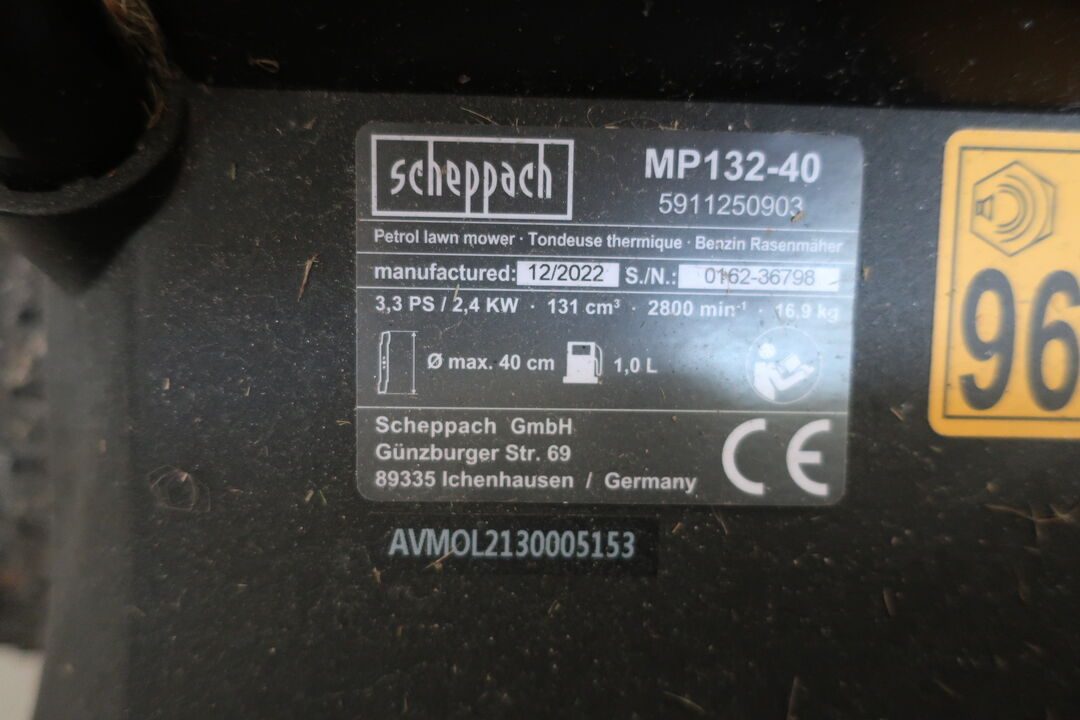 scheppach
MP132-40
5911250903
Petrol lawn mower · Tondeuse thermique · Benzin Rasenmäher
manufactured: 12/2022 S./N.: 0162-36798
3,3 PS / 2,4 KW · 131 cm³ · 2800 min⁻¹ · 16,9 kg
Ø max. 40 cm 1,0 L
Scheppach GmbH
Günzburger Str. 69
89335 Ichenhausen / Germany
CE
AVMOL2130005153
96